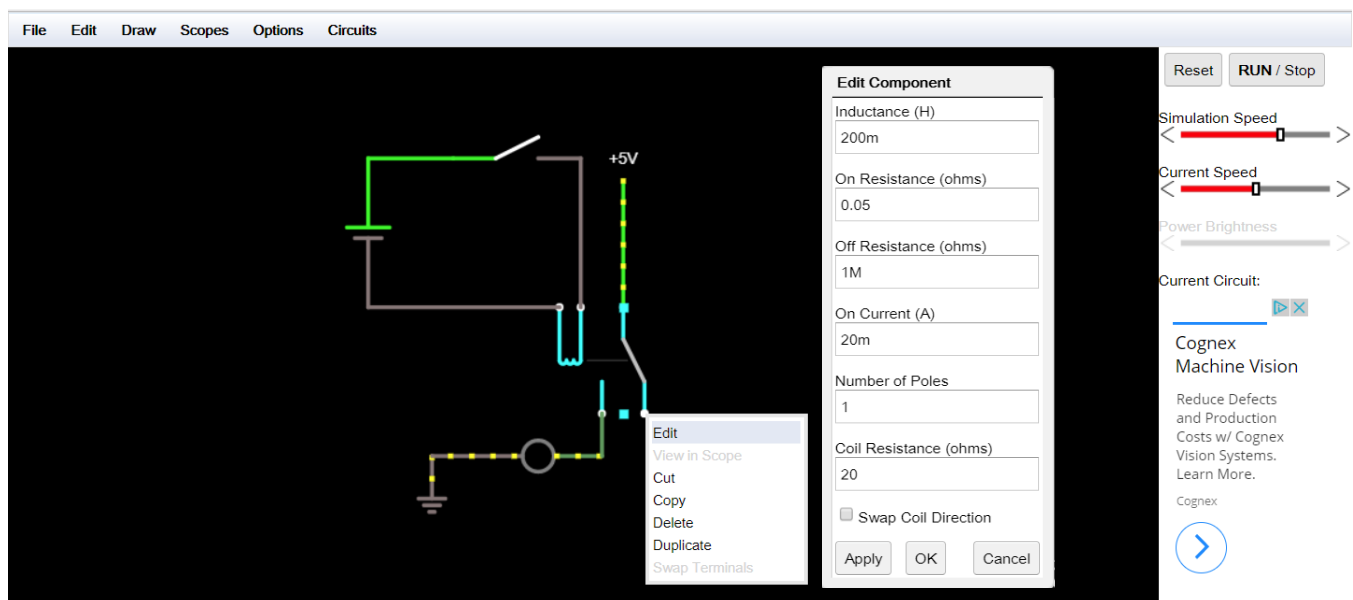 File Edit Draw Scopes Options Circuits
+5V
Edit
View in Scope
Cut
Copy
Delete
Duplicate
Swap Terminals
Edit Component
Inductance (H)
200m
On Resistance (ohms)
0.05
Off Resistance (ohms)
1M
On Current (A)
20m
Number of Poles
1
Coil Resistance (ohms)
20
Swap Coil Direction
Apply OK Cancel
Reset RUN / Stop
Simulation Speed
Current Speed
Power Brightness
Current Circuit:
Cognex
Machine Vision
Reduce Defects
and Production
Costs w/ Cognex
Vision Systems.
Learn More.
Cognex